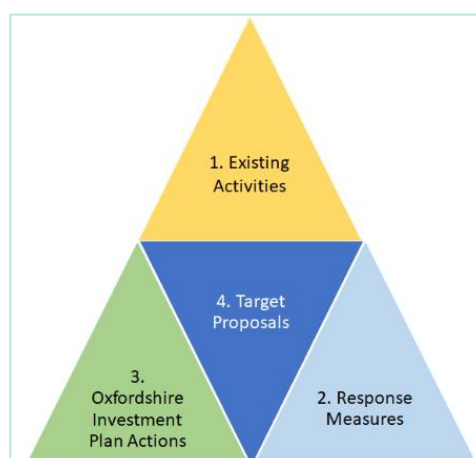 1. Existing
Activities
4. Target
Proposals
3.
Oxfordshire
Investment
Plan Actions
2. Response
Measures